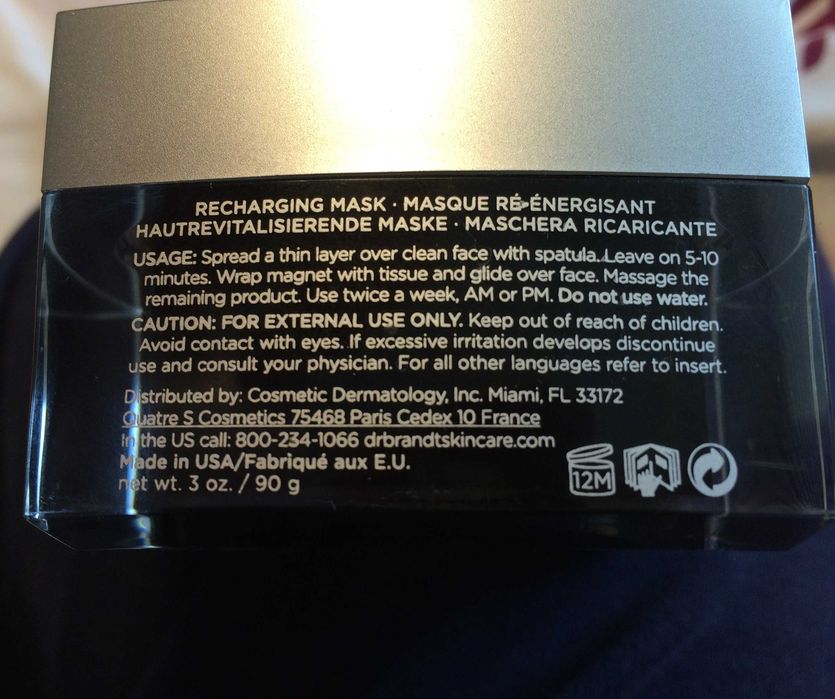 RECHARGING MASK · MASQUE RÉ-ÉNERGISANT
HAUTREVITALISIERENDE MASKE · MASCHERA RICARICANTE
USAGE: Spread a thin layer over clean face with spatula. Leave on 5-10
minutes. Wrap magnet with tissue and glide over face. Massage the
remaining product. Use twice a week, AM or PM. Do not use water.
CAUTION: FOR EXTERNAL USE ONLY. Keep out of reach of children.
Avoid contact with eyes. If excessive irritation develops discontinue
use and consult your physician. For all other languages refer to insert.
Distributed by: Cosmetic Dermatology, Inc. Miami, FL 33172
Quatre S Cosmetics 75468 Paris Cedex 10 France
In the US call: 800-234-1066 drbrandtskincare.com
Made in USA/Fabriqué aux E.U.
net wt. 3 oz. / 90 g
12M